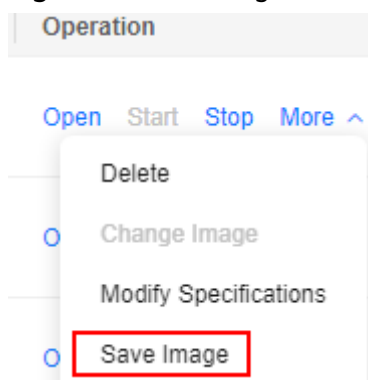 Operation
Open Start Stop More
Delete
O
Change Image
Modify Specifications
O
Save Image